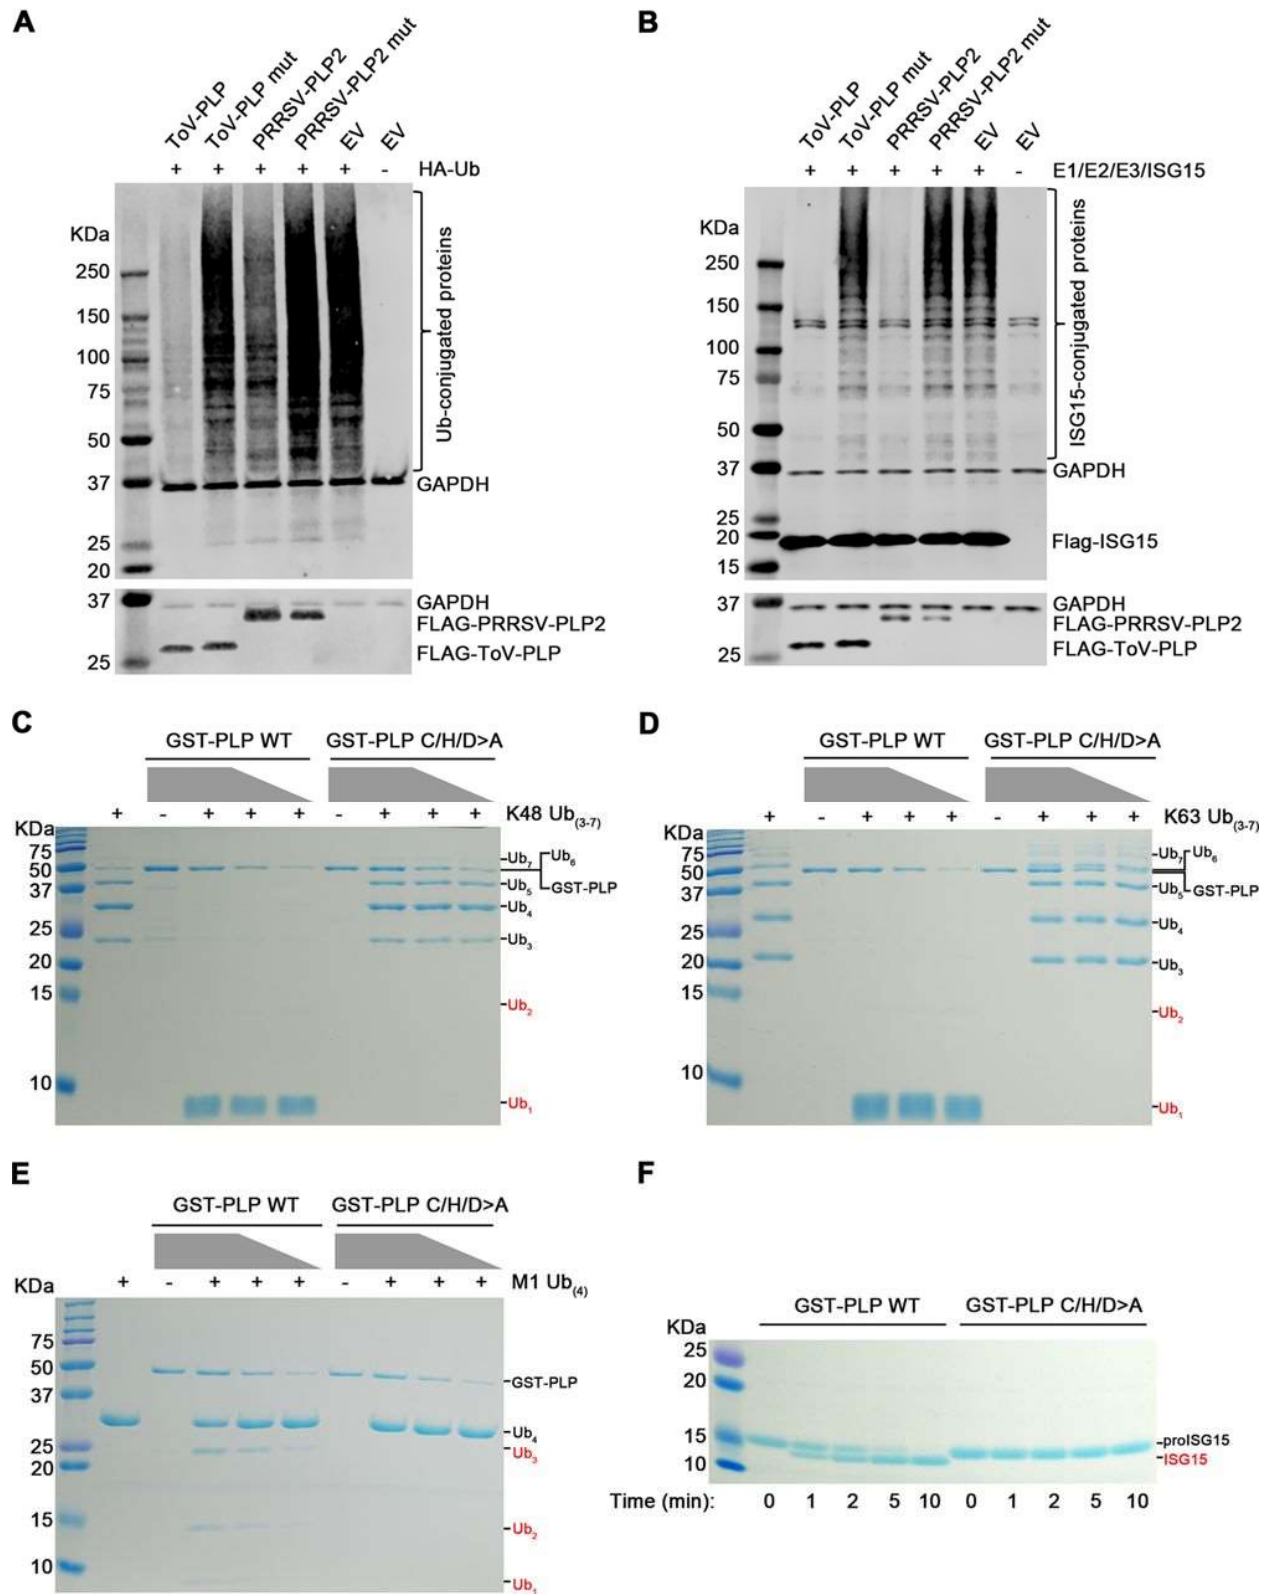 A
ToV-PLP
ToV-PLP mut
PRRSV-PLP2
PRRSV-PLP2 mut
EV
EV
+ + + + + - HA-Ub
KDa
250
150
100
75
50
37
25
20
Ub-conjugated proteins
GAPDH
37
25
GAPDH
FLAG-PRRSV-PLP2
FLAG-ToV-PLP
B
ToV-PLP
ToV-PLP mut
PRRSV-PLP2
PRRSV-PLP2 mut
EV
EV
+ + + + + - E1/E2/E3/ISG15
KDa
250
150
100
75
50
37
25
20
15
ISG15-conjugated proteins
GAPDH
Flag-ISG15
37
25
GAPDH
FLAG-PRRSV-PLP2
FLAG-ToV-PLP
C
GST-PLP WT GST-PLP C/H/D>A
+ - + + + - + + + K48 Ub(3-7)
KDa
75
50
37
25
20
15
10
Ub7
Ub6
Ub5
GST-PLP
Ub4
Ub3
Ub2
Ub1
D
GST-PLP WT GST-PLP C/H/D>A
+ - + + + - + + + K63 Ub(3-7)
KDa
75
50
37
25
20
15
10
Ub7
Ub6
Ub5
GST-PLP
Ub4
Ub3
Ub2
Ub1
E
GST-PLP WT GST-PLP C/H/D>A
KDa + - + + + - + + + M1 Ub(4)
75
50
37
25
20
15
10
GST-PLP
Ub4
Ub3
Ub2
Ub1
F
GST-PLP WT GST-PLP C/H/D>A
KDa
25
20
15
10
proISG15
ISG15
Time (min): 0 1 2 5 10 0 1 2 5 10